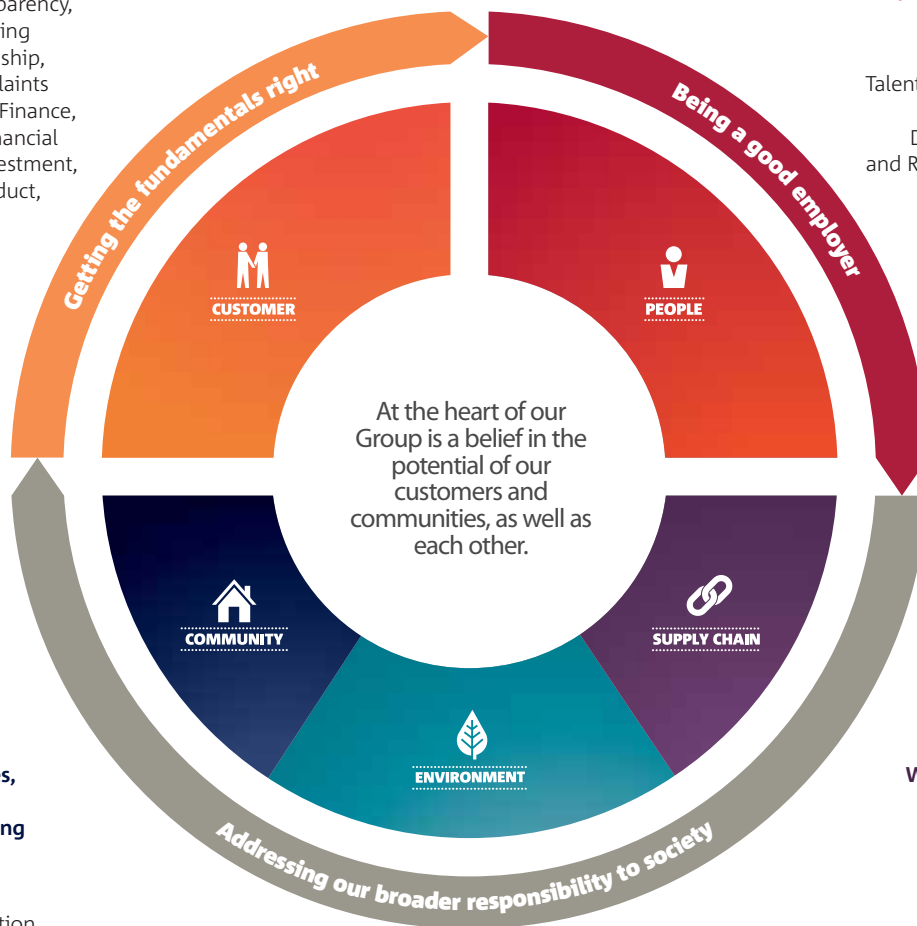 parency,
ing
ship,
laints
Finance,
nancial
estment,
duct,
Talent
D
and R
Getting the fundamentals right
Being a good employer
CUSTOMER
PEOPLE
At the heart of our
Group is a belief in the
potential of our
customers and
communities, as well as
each other.
COMMUNITY
SUPPLY CHAIN
ENVIRONMENT
Addressing our broader responsibility to society
s,
ng
W